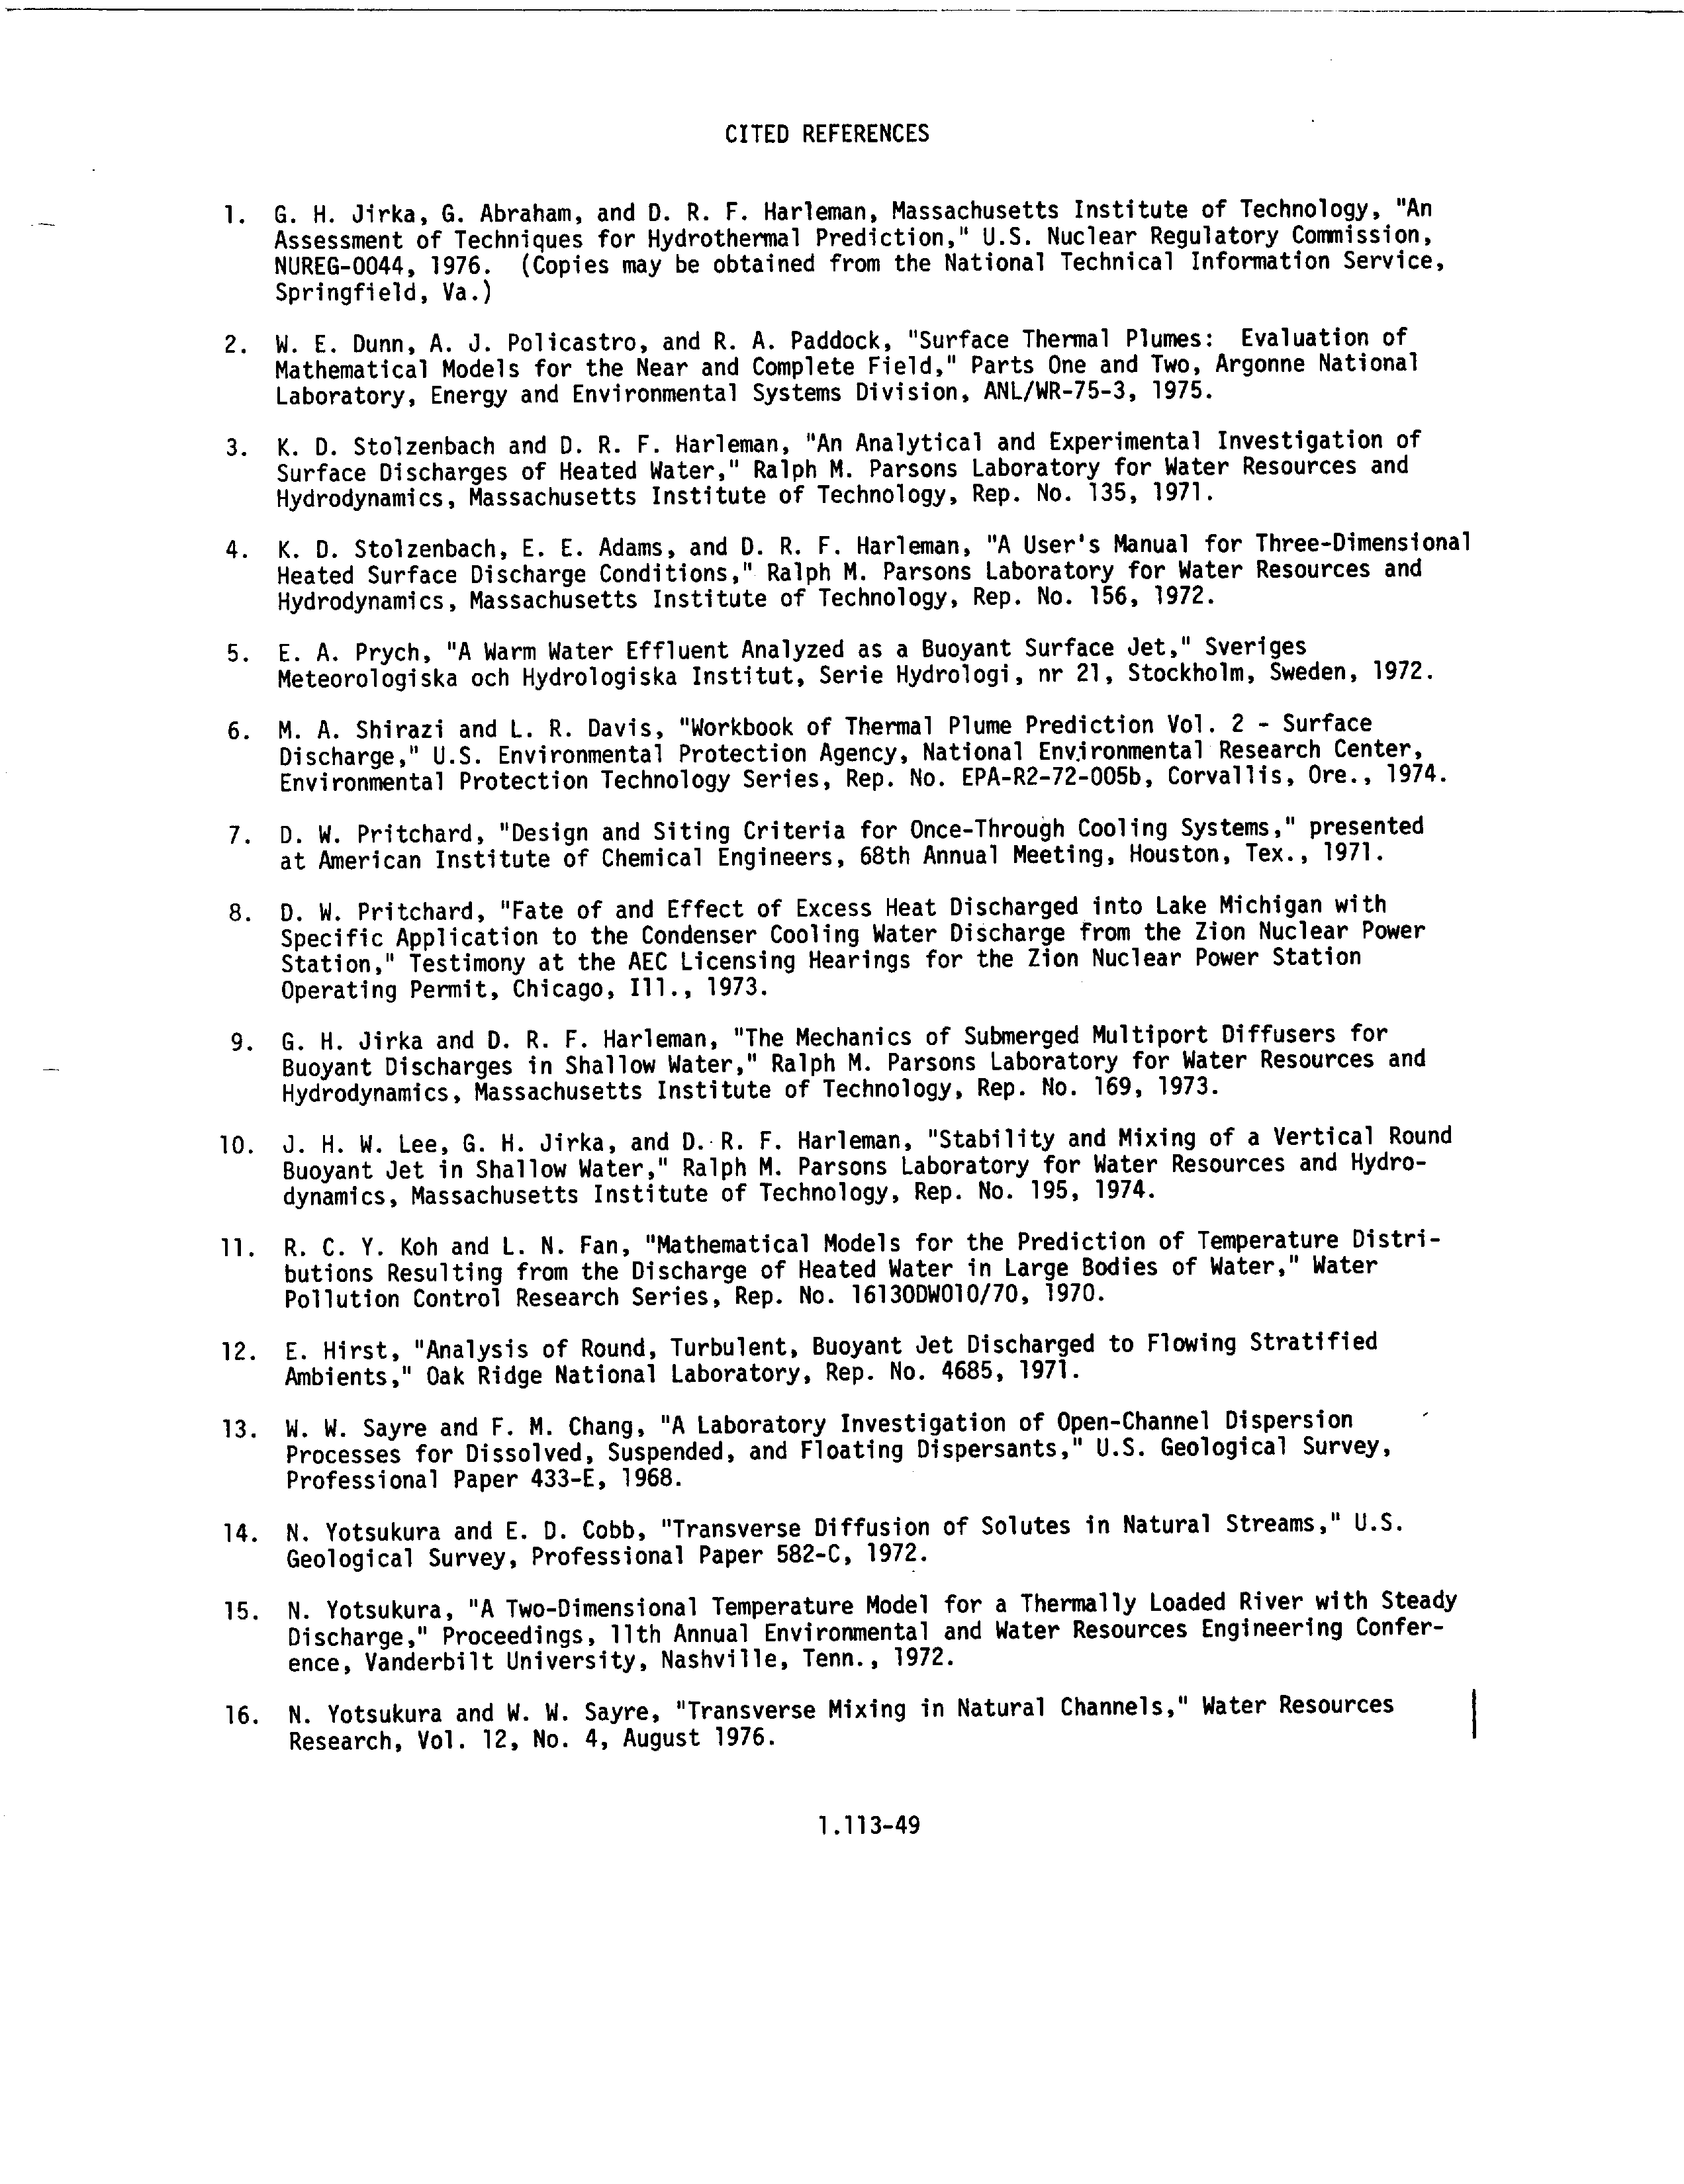 CITED REFERENCES
1. G. H. Jirka, G. Abraham, and D. R. F. Harleman, Massachusetts Institute of Technology, "An
Assessment of Techniques for Hydrothermal Prediction," U.S. Nuclear Regulatory Commission,
NUREG-0044, 1976. (Copies may be obtained from the National Technical Information Service,
Springfield, Va.)
2. W. E. Dunn, A. J. Policastro, and R. A. Paddock, "Surface Thermal Plumes: Evaluation of
Mathematical Models for the Near and Complete Field," Parts One and Two, Argonne National
Laboratory, Energy and Environmental Systems Division, ANL/WR-75-3, 1975.
3. K. D. Stolzenbach and D. R. F. Harleman, "An Analytical and Experimental Investigation of
Surface Discharges of Heated Water," Ralph M. Parsons Laboratory for Water Resources and
Hydrodynamics, Massachusetts Institute of Technology, Rep. No. 135, 1971.
4. K. D. Stolzenbach, E. E. Adams, and D. R. F. Harleman, "A User's Manual for Three-Dimensional
Heated Surface Discharge Conditions," Ralph M. Parsons Laboratory for Water Resources and
Hydrodynamics, Massachusetts Institute of Technology, Rep. No. 156, 1972.
5. E. A. Prych, "A Warm Water Effluent Analyzed as a Buoyant Surface Jet," Sveriges
Meteorologiska och Hydrologiska Institut, Serie Hydrologi, nr 21, Stockholm, Sweden, 1972.
6. M. A. Shirazi and L. R. Davis, "Workbook of Thermal Plume Prediction Vol. 2 - Surface
Discharge," U.S. Environmental Protection Agency, National Environmental Research Center,
Environmental Protection Technology Series, Rep. No. EPA-R2-72-005b, Corvallis, Ore., 1974.
7. D. W. Pritchard, "Design and Siting Criteria for Once-Through Cooling Systems," presented
at American Institute of Chemical Engineers, 68th Annual Meeting, Houston, Tex., 1971.
8. D. W. Pritchard, "Fate of and Effect of Excess Heat Discharged into Lake Michigan with
Specific Application to the Condenser Cooling Water Discharge from the Zion Nuclear Power
Station," Testimony at the AEC Licensing Hearings for the Zion Nuclear Power Station
Operating Permit, Chicago, Ill., 1973.
9. G. H. Jirka and D. R. F. Harleman, "The Mechanics of Submerged Multiport Diffusers for
Buoyant Discharges in Shallow Water," Ralph M. Parsons Laboratory for Water Resources and
Hydrodynamics, Massachusetts Institute of Technology, Rep. No. 169, 1973.
10. J. H. W. Lee, G. H. Jirka, and D. R. F. Harleman, "Stability and Mixing of a Vertical Round
Buoyant Jet in Shallow Water," Ralph M. Parsons Laboratory for Water Resources and Hydro-
dynamics, Massachusetts Institute of Technology, Rep. No. 195, 1974.
11. R. C. Y. Koh and L. N. Fan, "Mathematical Models for the Prediction of Temperature Distri-
butions Resulting from the Discharge of Heated Water in Large Bodies of Water," Water
Pollution Control Research Series, Rep. No. 16130DW010/70, 1970.
12. E. Hirst, "Analysis of Round, Turbulent, Buoyant Jet Discharged to Flowing Stratified
Ambients," Oak Ridge National Laboratory, Rep. No. 4685, 1971.
13. W. W. Sayre and F. M. Chang, "A Laboratory Investigation of Open-Channel Dispersion
Processes for Dissolved, Suspended, and Floating Dispersants," U.S. Geological Survey,
Professional Paper 433-E, 1968.
14. N. Yotsukura and E. D. Cobb, "Transverse Diffusion of Solutes in Natural Streams," U.S.
Geological Survey, Professional Paper 582-C, 1972.
15. N. Yotsukura, "A Two-Dimensional Temperature Model for a Thermally Loaded River with Steady
Discharge," Proceedings, 11th Annual Environmental and Water Resources Engineering Confer-
ence, Vanderbilt University, Nashville, Tenn., 1972.
16. N. Yotsukura and W. W. Sayre, "Transverse Mixing in Natural Channels," Water Resources
Research, Vol. 12, No. 4, August 1976.
1.113-49